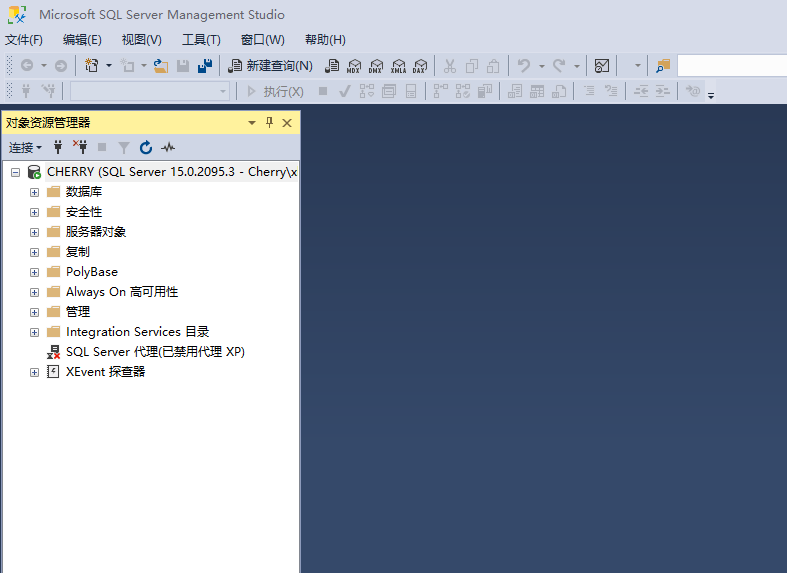 Microsoft SQL Server Management Studio
文件(F) 编辑(E) 视图(V) 工具(T) 窗口(W) 帮助(H)
新建查询(N) MDX DMX XMLA DAX
执行(X)
对象资源管理器
连接
CHERRY (SQL Server 15.0.2095.3 - Cherry\x
数据库
安全性
服务器对象
复制
PolyBase
Always On 高可用性
管理
Integration Services 目录
SQL Server 代理(已禁用代理 XP)
XEvent 探查器